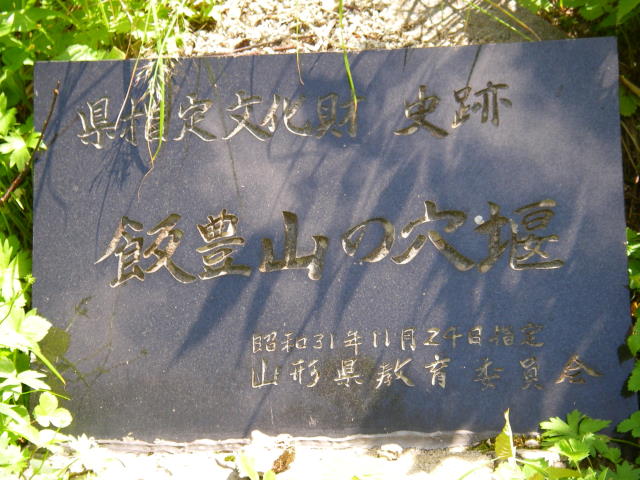 県指定文化財 史跡
飯豊山の穴堰
昭和31年11月24日指定
山形県教育委員会